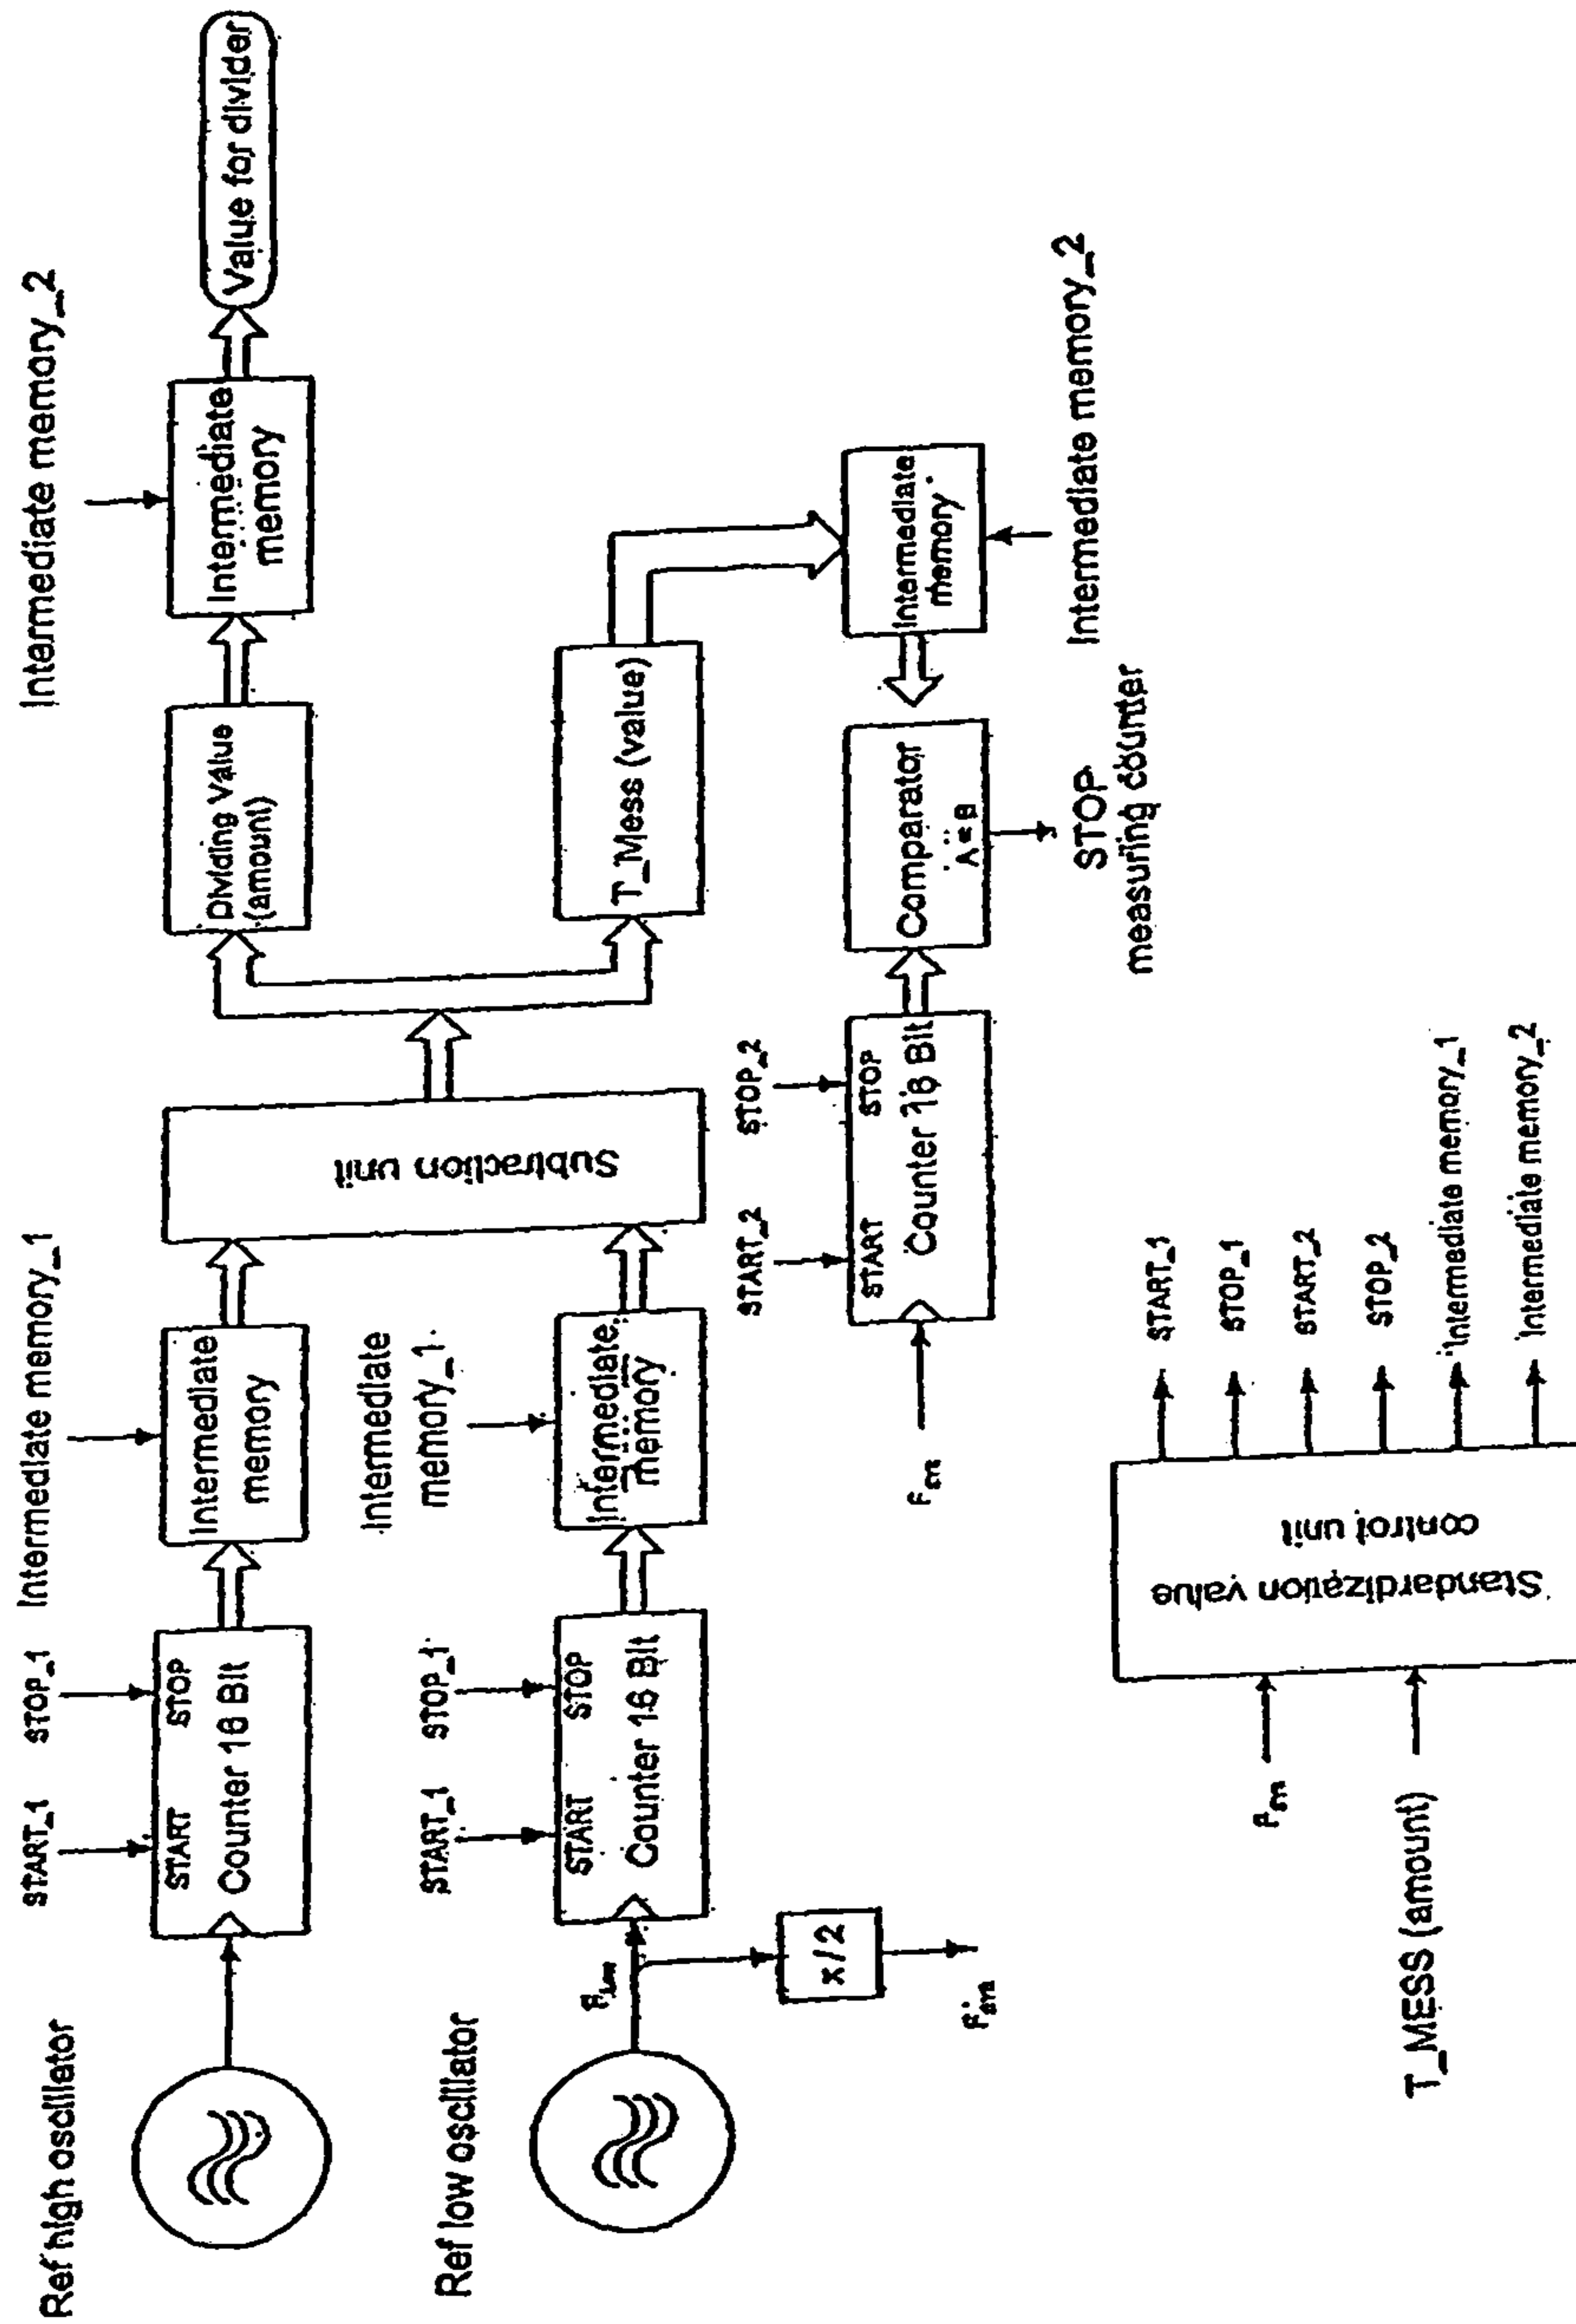 Ref high oscillator
START_1
STOP_1
START
STOP
Counter 16 Bit
Intermediate memory_1
Intermediate
memory
Subtraction unit
Dividing value
(amount)
Intermediate memory_2
Intermediate
memory
Value for divider
Ref low oscillator
x/2
START_1
STOP_1
START
STOP
Counter 16 Bit
Intermediate
memory_1
Intermediate
memory
T_Mess (value)
START_2
STOP_2
START
STOP
Counter 16 Bit
Comparator
A=B
STOP
measuring counter
Intermediate
memory
Intermediate memory_2
T_MESS (amount)
Standardization value
control unit
START_1
STOP_1
START_2
STOP_2
Intermediate memory_1
Intermediate memory_2